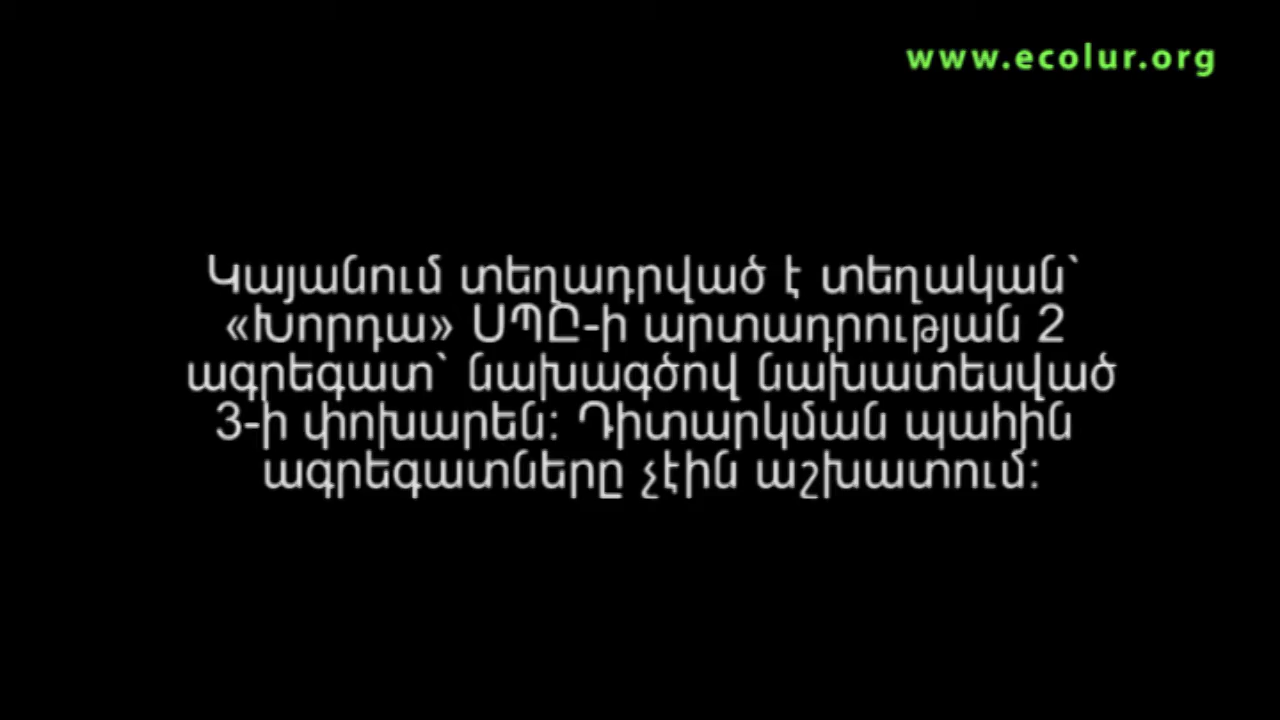 www.ecolur.org
Կայանում տեղադրված է տեղական՝
«Խորդա» ՍՊԸ-ի արտադրության 2
ագրեգատ՝ նախագծով նախատեսված
3-ի փոխարեն: Դիտարկման պահին
ագրեգատները չէին աշխատում: